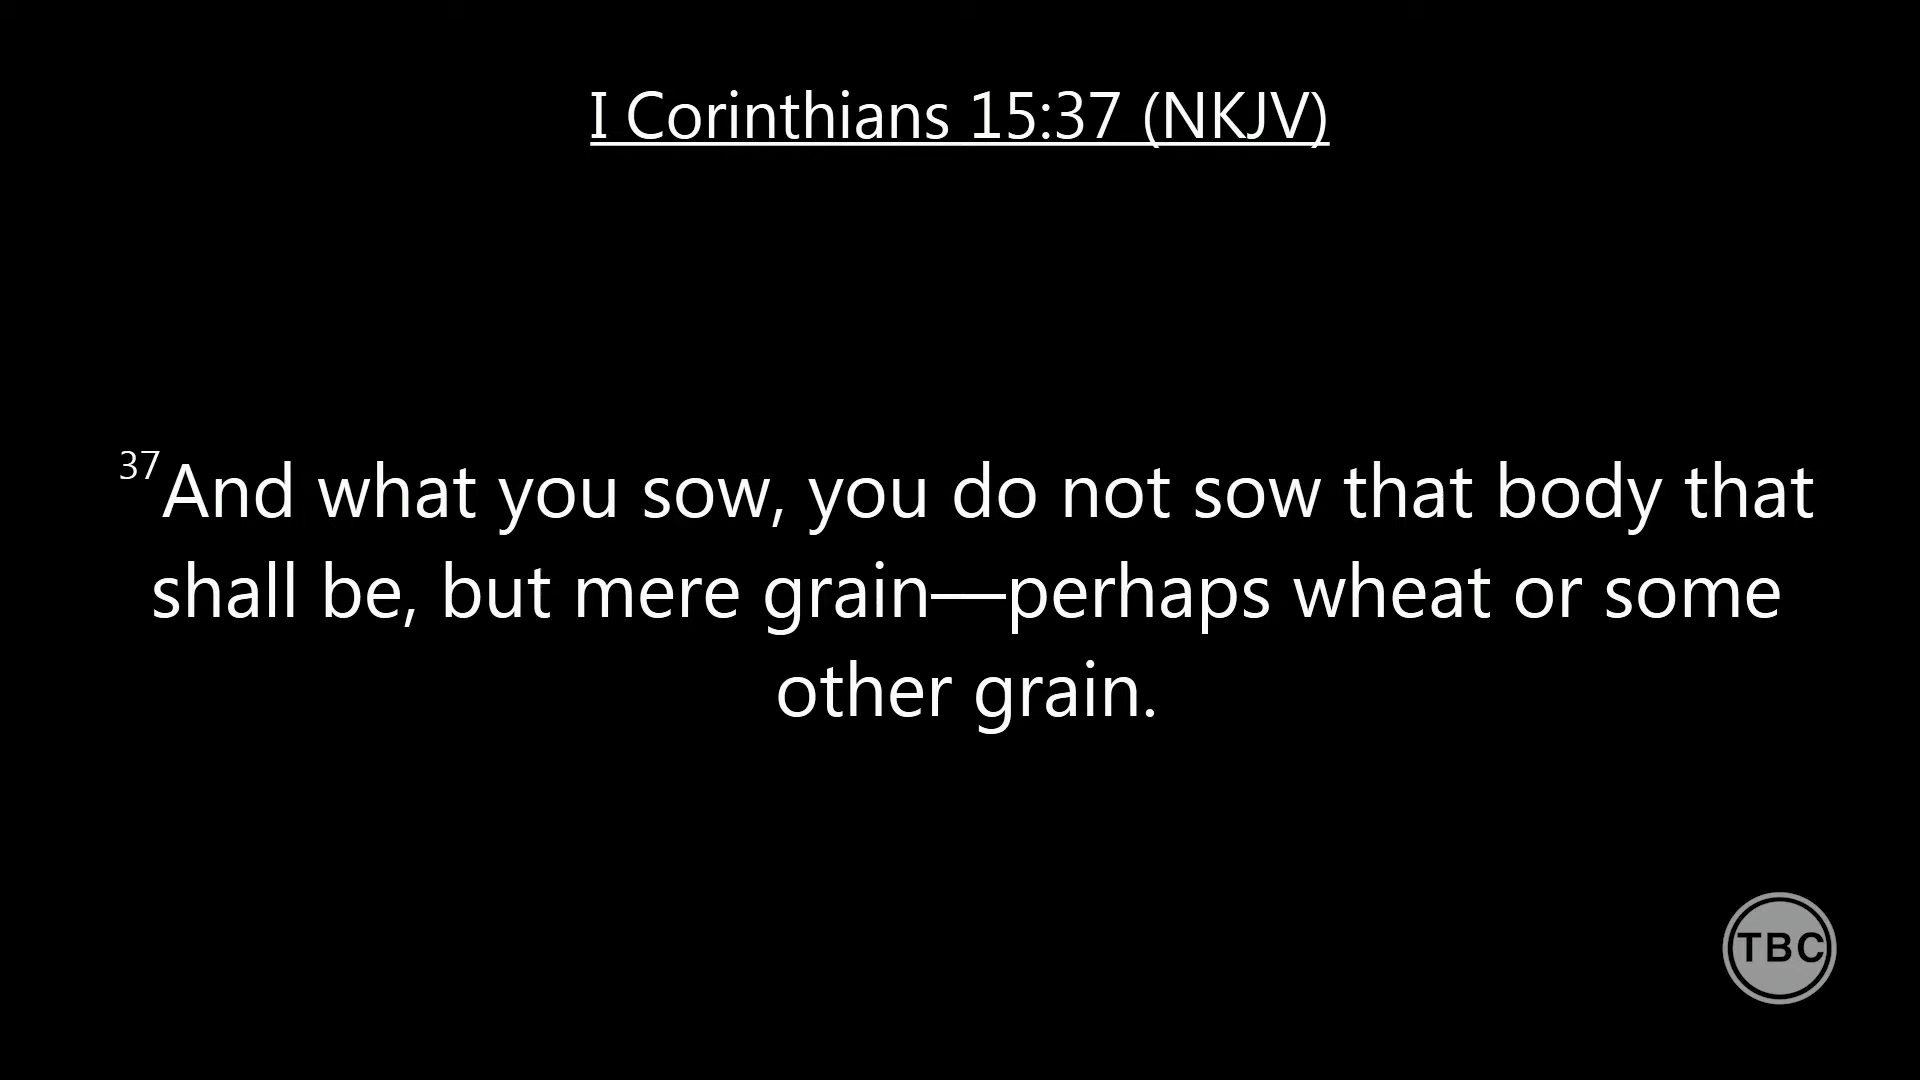 I Corinthians 15:37 (NKJV)
³⁷And what you sow, you do not sow that body that
shall be, but mere grain—perhaps wheat or some
other grain.
TBC